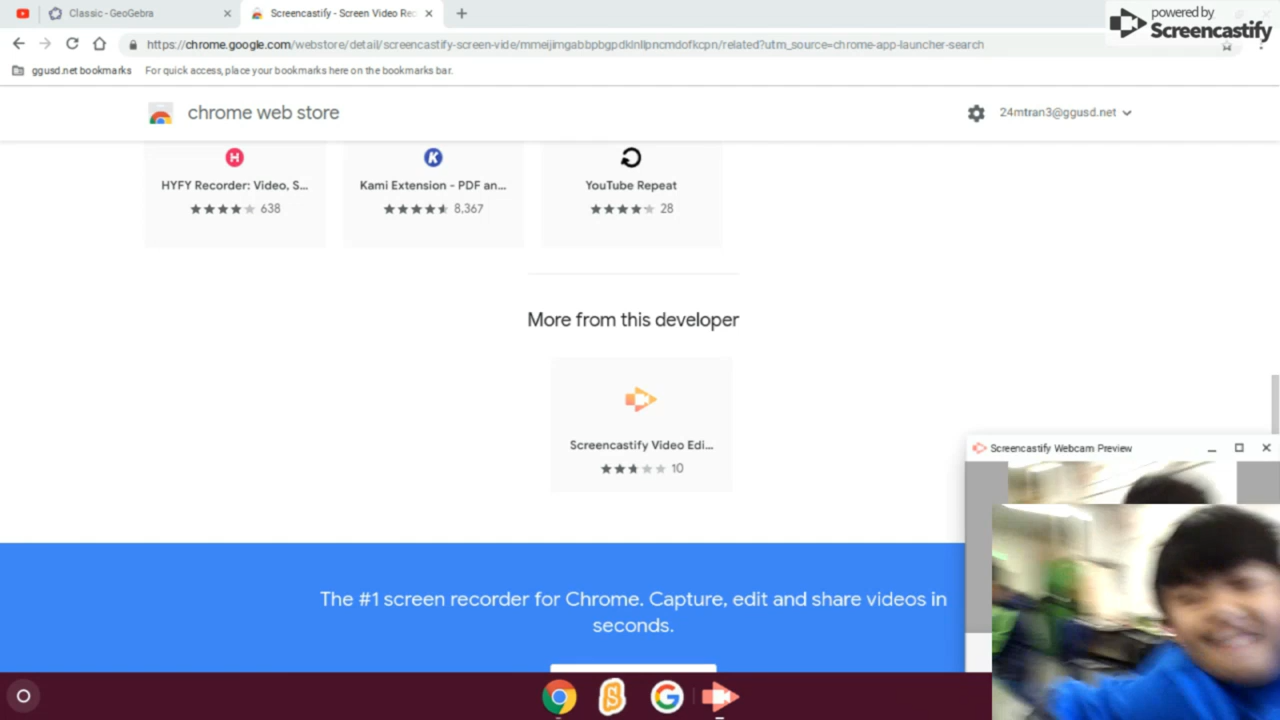 Classic - GeoGebra
Screencastify - Screen Video Rec
powered by
Screencastify
https://chrome.google.com/webstore/detail/screencastify-screen-vide/mmeijimgabbpbgpdklnllpncmdofkcpn/related?utm_source=chrome-app-launcher-search
ggusd.net bookmarks
For quick access, place your bookmarks here on the bookmarks bar.
chrome web store
24mtran3@ggusd.net
H
K
HYFY Recorder: Video, S...
Kami Extension - PDF an...
YouTube Repeat
638
8,367
28
More from this developer
Screencastify Video Edi...
10
Screencastify Webcam Preview
The #1 screen recorder for Chrome. Capture, edit and share videos in
seconds.